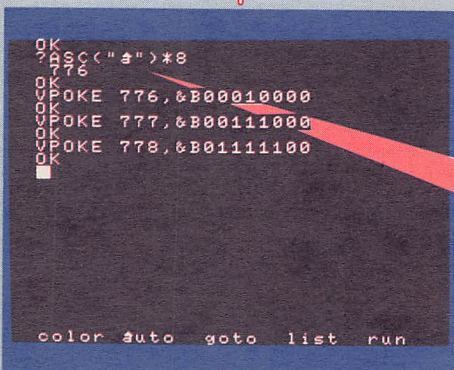 OK
?ASC("a")*8
776
OK
VPOKE 776,&B00010000
OK
VPOKE 777,&B00111000
OK
VPOKE 778,&B01111100
OK
color auto goto list run